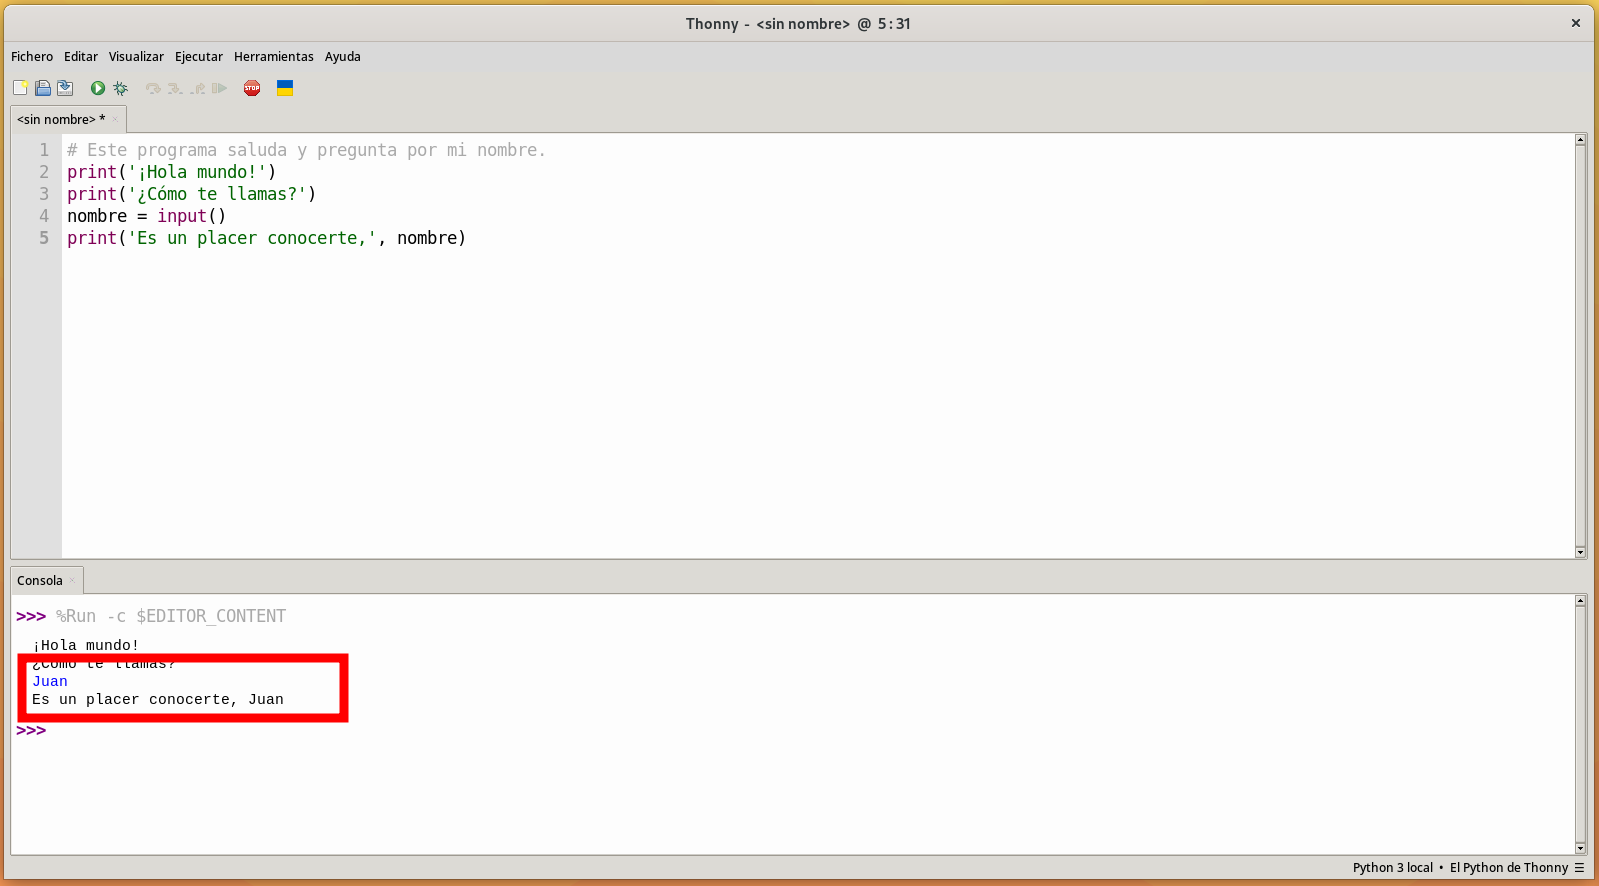 Thonny - <sin nombre> @ 5:31
Fichero Editar Visualizar Ejecutar Herramientas Ayuda
STOP
<sin nombre> *
1 # Este programa saluda y pregunta por mi nombre.
2 print('¡Hola mundo!')
3 print('¿Cómo te llamas?')
4 nombre = input()
5 print('Es un placer conocerte,', nombre)
Consola
>>> %Run -c $EDITOR_CONTENT
¡Hola mundo!
¿Cómo te llamas?
Juan
Es un placer conocerte, Juan
>>>
Python 3 local • El Python de Thonny ☰